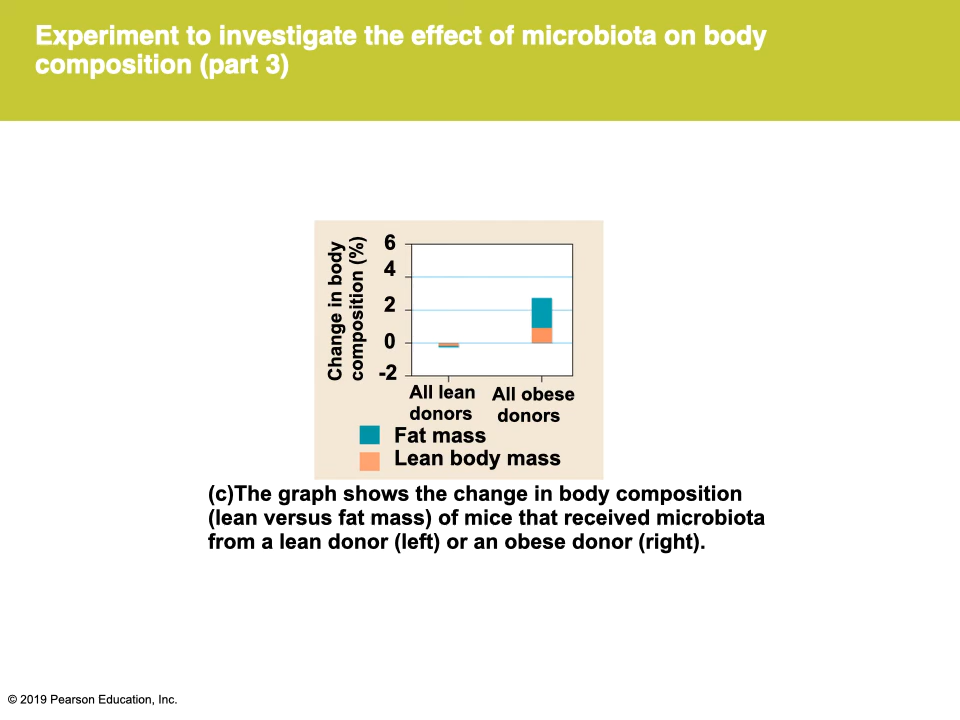 Experiment to investigate the effect of microbiota on body
composition (part 3)
Change in body
composition (%)
6
4
2
0
-2
All lean
donors
All obese
donors
Fat mass
Lean body mass
(c)The graph shows the change in body composition
(lean versus fat mass) of mice that received microbiota
from a lean donor (left) or an obese donor (right).
© 2019 Pearson Education, Inc.